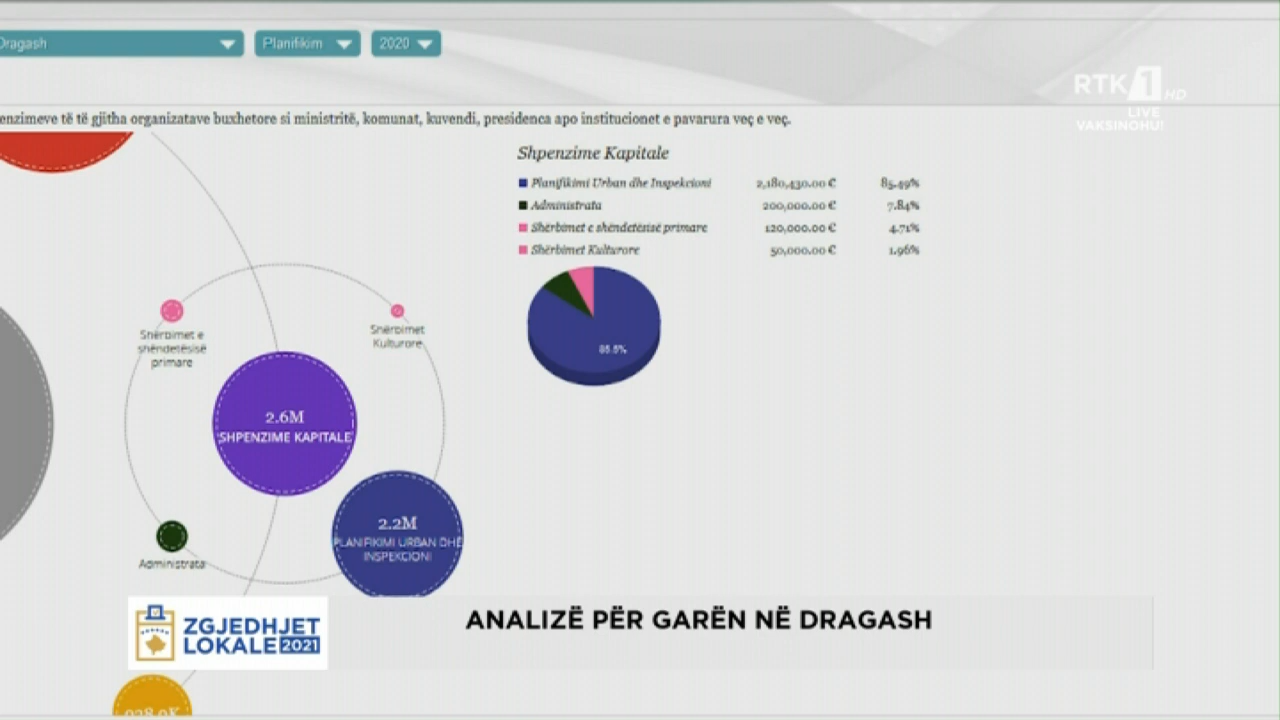 Dragash
Planifikim
2020
RTK 1 HD
LIVE
VAKSINOHU!
enzimeve të të gjitha organizatave buxhetore si ministritë, komunat, kuvendi, presidenca apo institucionet e pavarura veç e veç.
Shpenzime Kapitale
Planifikimi Urban dhe Inspekcioni 2,180,430.00 € 85.49%
Administrata 200,000.00 € 7.84%
Shërbimet e shëndetësisë primare 120,000.00 € 4.71%
Shërbimet Kulturore 50,000.00 € 1.96%
85.5%
Shërbimet e
shëndetësisë
primare
Shërbimet
Kulturore
2.6M
SHPENZIME KAPITALE
2.2M
PLANIFIKIMI URBAN DHE
INSPEKCIONI
Administrata
ZGJEDHJET
LOKALE 2021
ANALIZË PËR GARËN NË DRAGASH
928.9K